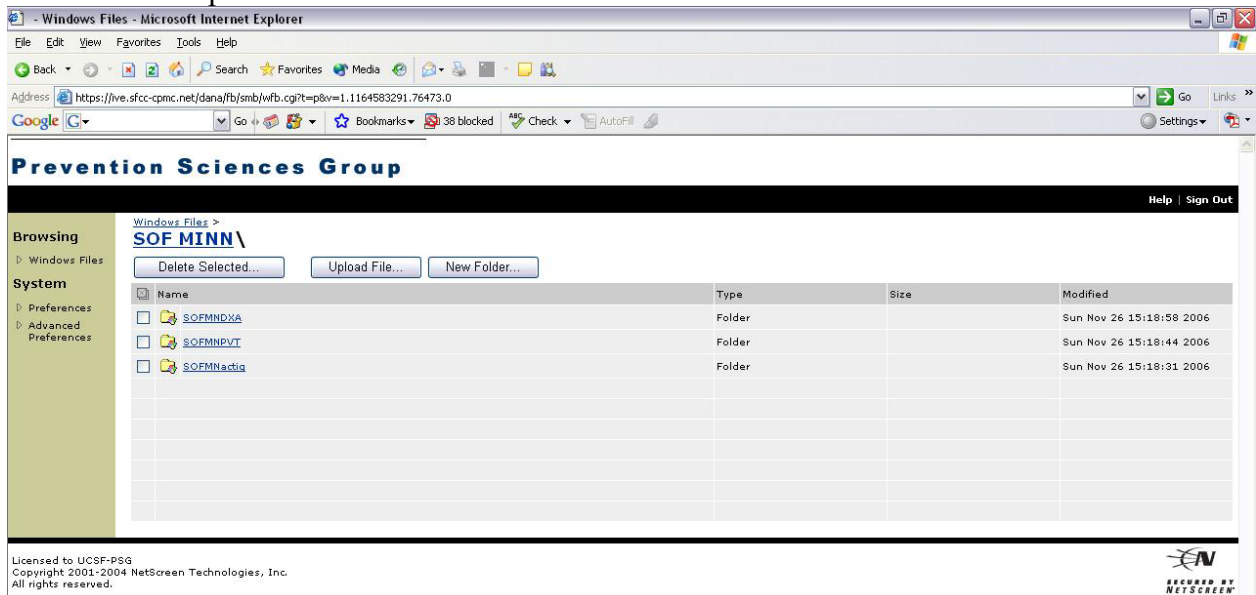 - Windows Files - Microsoft Internet Explorer
File Edit View Favorites Tools Help
Back Search Favorites Media
Address https://ive.sfcc-cpmc.net/dana/fb/smb/wfb.cgi?t=p&v=1.1164583291.76473.0 Go Links »
Google G Go Bookmarks 38 blocked ABC Check AutoFill Settings
Prevention Sciences Group
Help | Sign Out
Browsing
Windows Files
System
Preferences
Advanced
Preferences
Windows Files >
SOF MINN\
Delete Selected... Upload File... New Folder...
Name Type Size Modified
SOFMNDXA Folder Sun Nov 26 15:18:58 2006
SOFMNPVT Folder Sun Nov 26 15:18:44 2006
SOFMNactiq Folder Sun Nov 26 15:18:31 2006
Licensed to UCSF-PSG
Copyright 2001-2004 NetScreen Technologies, Inc.
All rights reserved.
N
SECURED BY
NETSCREEN